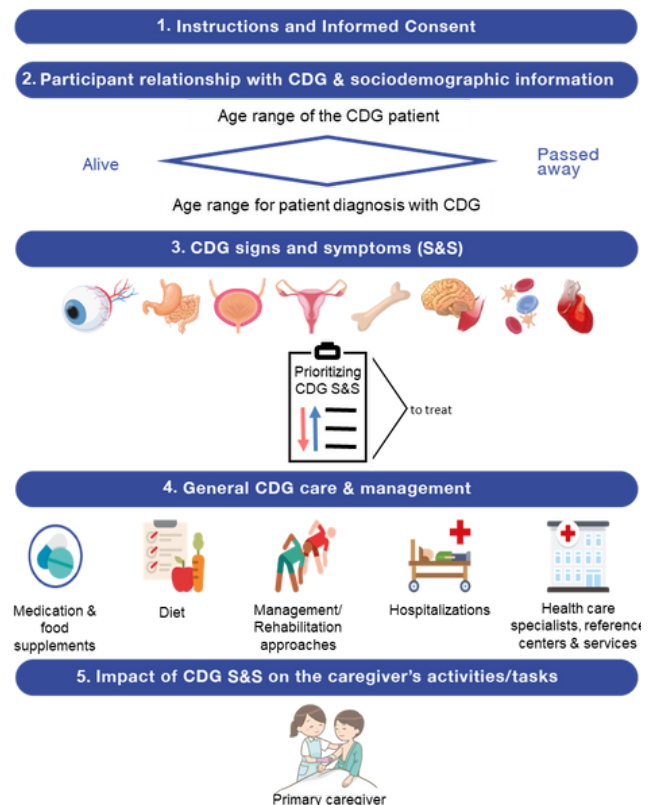 1. Instructions and Informed Consent
2. Participant relationship with CDG & sociodemographic information
Age range of the CDG patient
Alive
Passed
away
Age range for patient diagnosis with CDG
3. CDG signs and symptoms (S&S)
Prioritizing
CDG S&S
to treat
4. General CDG care & management
Medication &
food
supplements
Diet
Management/
Rehabilitation
approaches
Hospitalizations
Health care
specialists, reference
centers & services
5. Impact of CDG S&S on the caregiver's activities/tasks
Primary caregiver